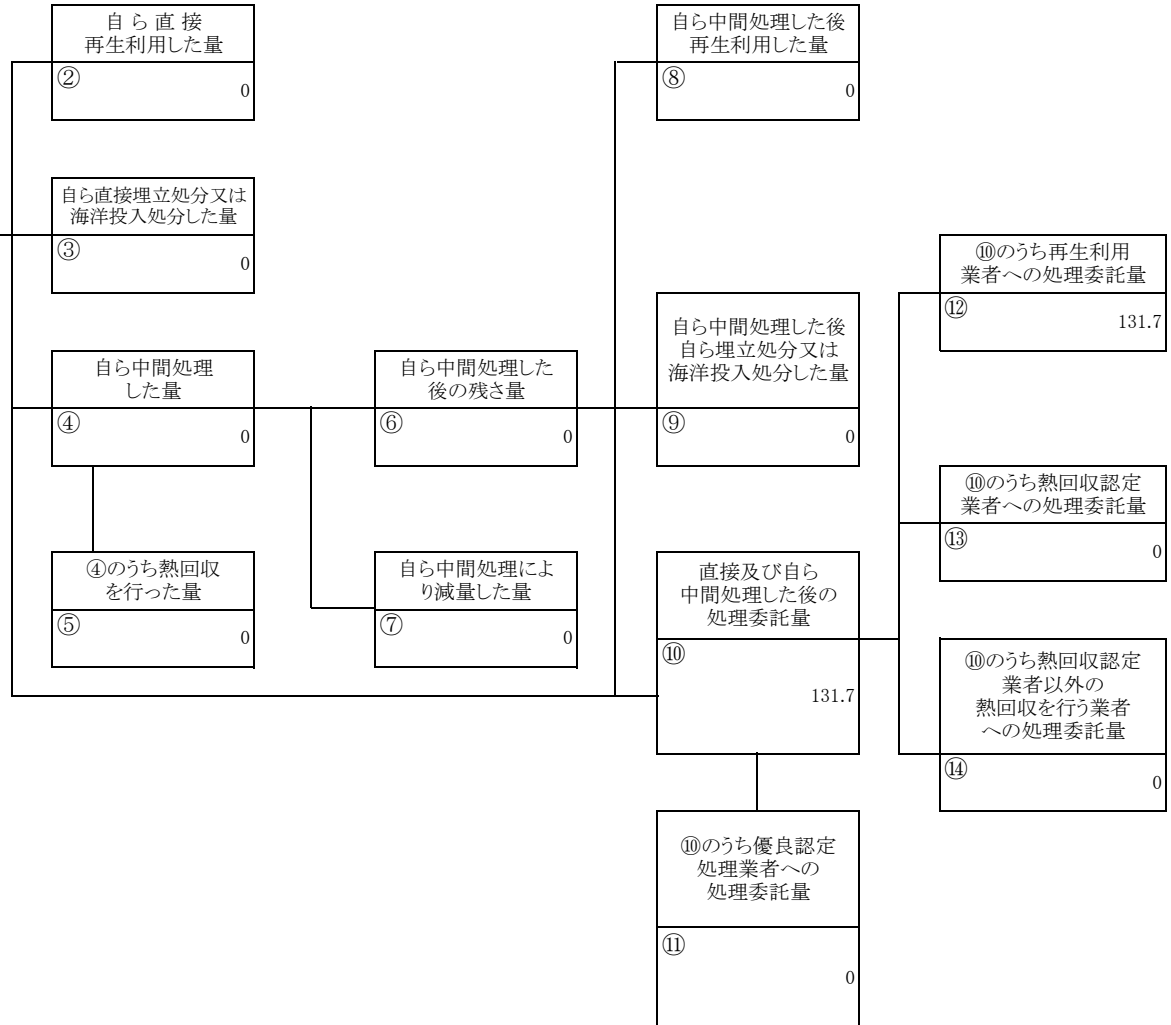 自ら直接
再生利用した量
②
0
自ら直接埋立処分又は
海洋投入処分した量
③
0
自ら中間処理
した量
④
0
④のうち熱回収
を行った量
⑤
0
自ら中間処理した
後の残さ量
⑥
0
自ら中間処理によ
り減量した量
⑦
0
自ら中間処理した後
再生利用した量
⑧
0
自ら中間処理した後
自ら埋立処分又は
海洋投入処分した量
⑨
0
直接及び自ら
中間処理した後の
処理委託量
⑩
131.7
⑩のうち優良認定
処理業者への
処理委託量
⑪
0
⑩のうち再生利用
業者への処理委託量
⑫
131.7
⑩のうち熱回収認定
業者への処理委託量
⑬
0
⑩のうち熱回収認定
業者以外の
熱回収を行う業者
への処理委託量
⑭
0